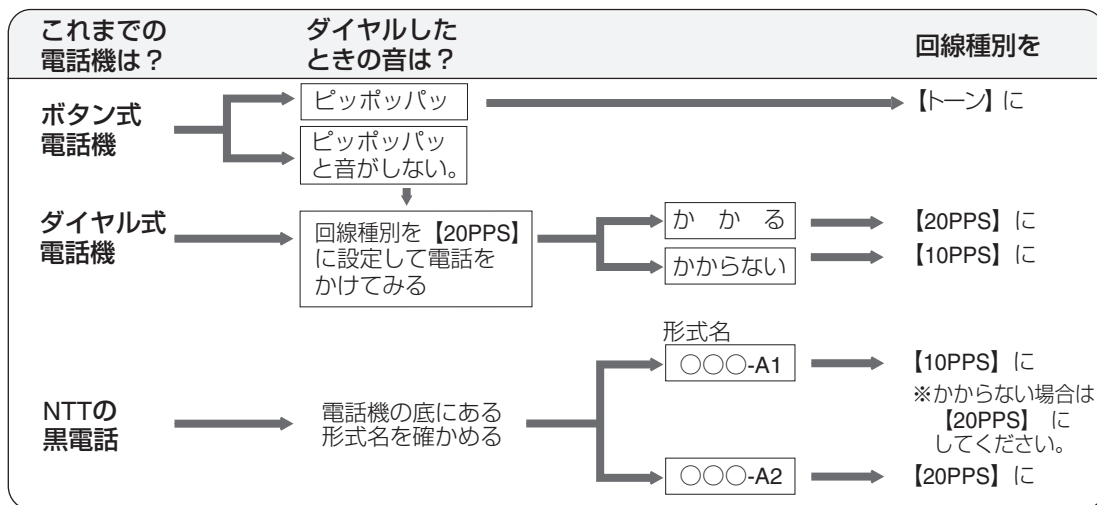 これまでの
電話機は？
ダイヤルした
ときの音は？
回線種別を
ボタン式
電話機
ピッポッパッ
【トーン】に
ピッポッパッ
と音がしない。
ダイヤル式
電話機
回線種別を【20PPS】
に設定して電話を
かけてみる
か か る
【20PPS】に
かからない
【10PPS】に
NTTの
黒電話
電話機の底にある
形式名を確かめる
形式名
○○○-A1
【10PPS】に
※かからない場合は
【20PPS】 に
してください。
○○○-A2
【20PPS】に